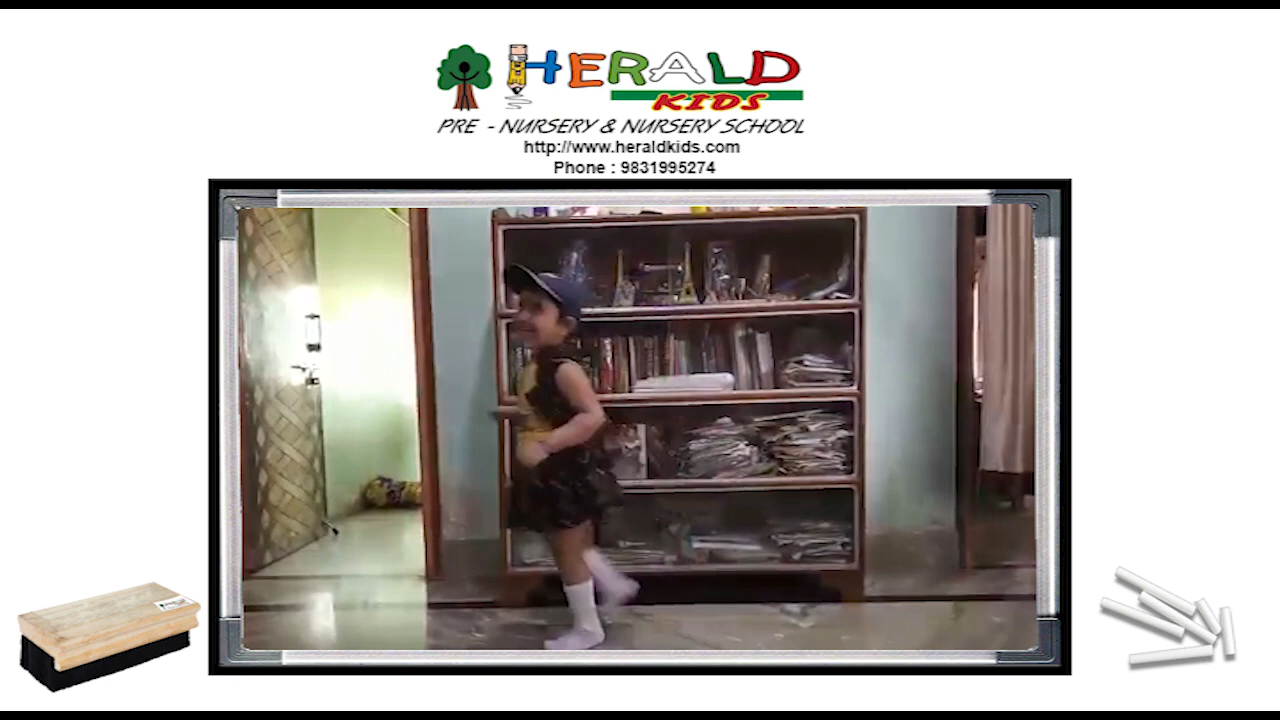 HERALD
KIDS
PRE - NURSERY & NURSERY SCHOOL
http://www.heraldkids.com
Phone : 9831995274